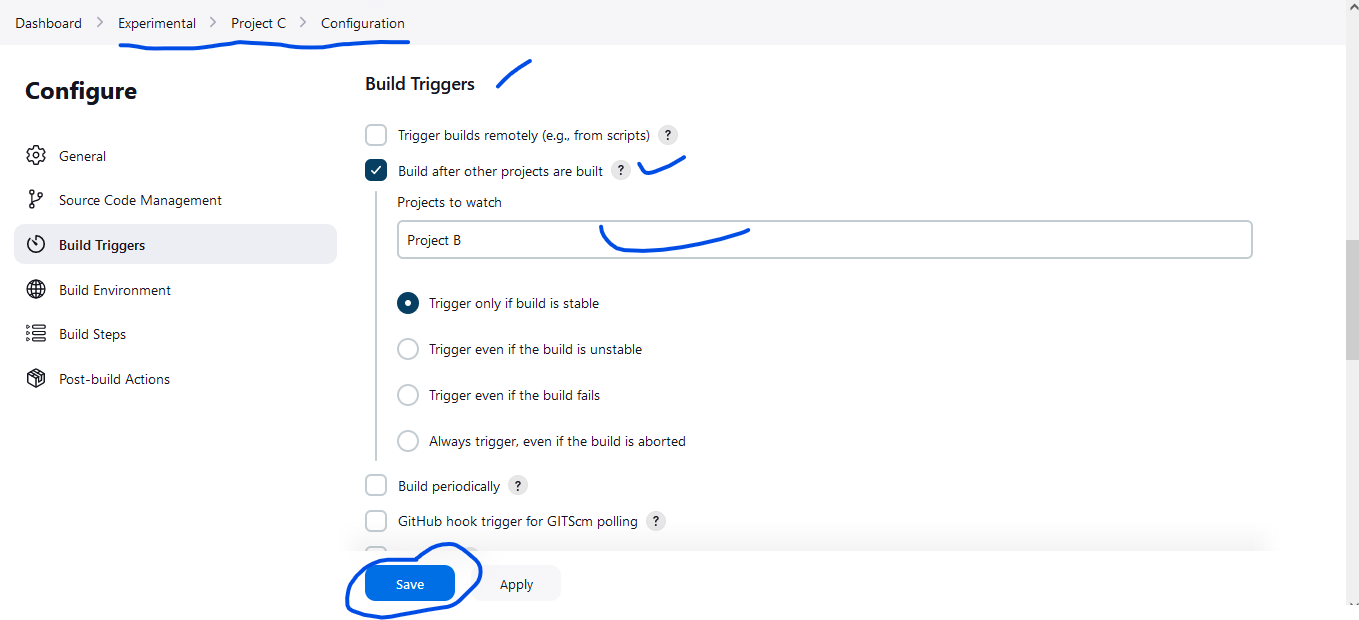 Dashboard > Experimental > Project C > Configuration
Configure
General
Source Code Management
Build Triggers
Build Environment
Build Steps
Post-build Actions
Build Triggers
Trigger builds remotely (e.g., from scripts) ?
Build after other projects are built ?
Projects to watch
Project B
Trigger only if build is stable
Trigger even if the build is unstable
Trigger even if the build fails
Always trigger, even if the build is aborted
Build periodically ?
GitHub hook trigger for GITScm polling ?
Save Apply